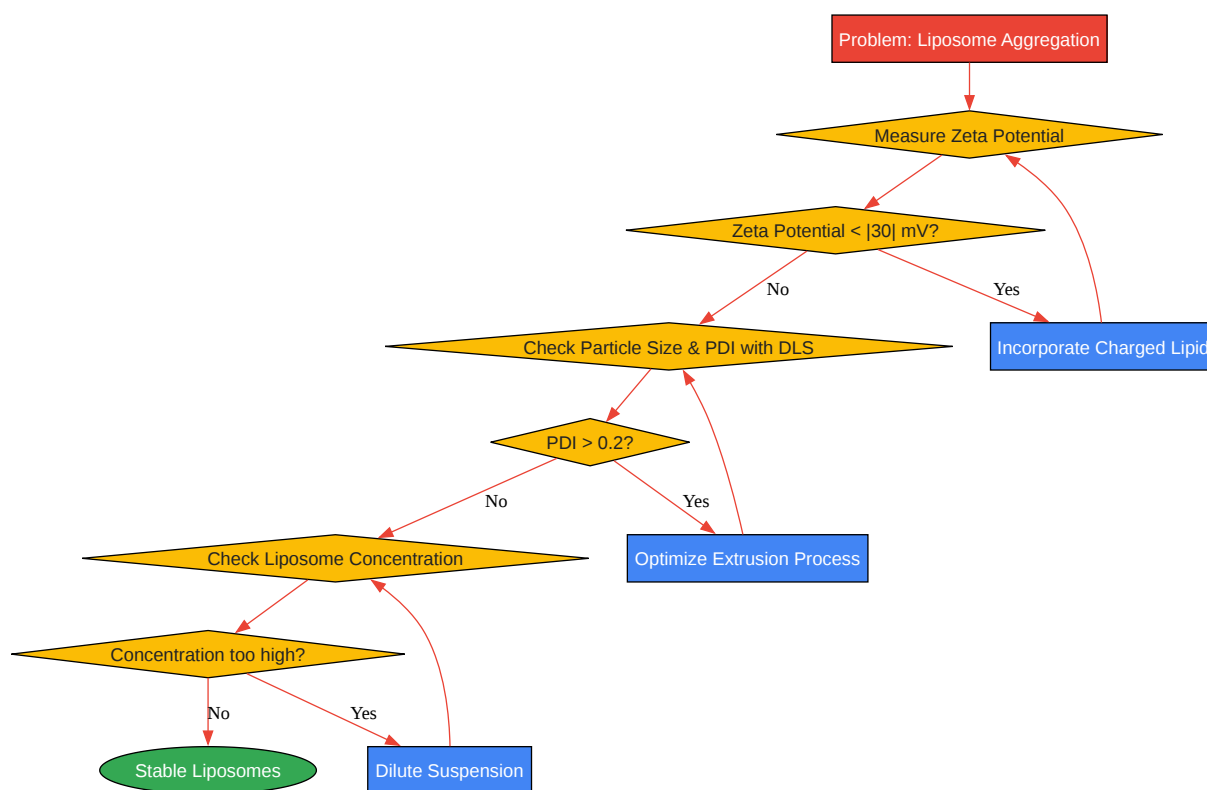 Problem: Liposome Aggregation
Measure Zeta Potential
Zeta Potential < |30| mV?
No
Yes
Check Particle Size & PDI with DLS
Incorporate Charged Lipid
PDI > 0.2?
No
Yes
Check Liposome Concentration
Optimize Extrusion Process
Concentration too high?
No
Yes
Stable Liposomes
Dilute Suspension